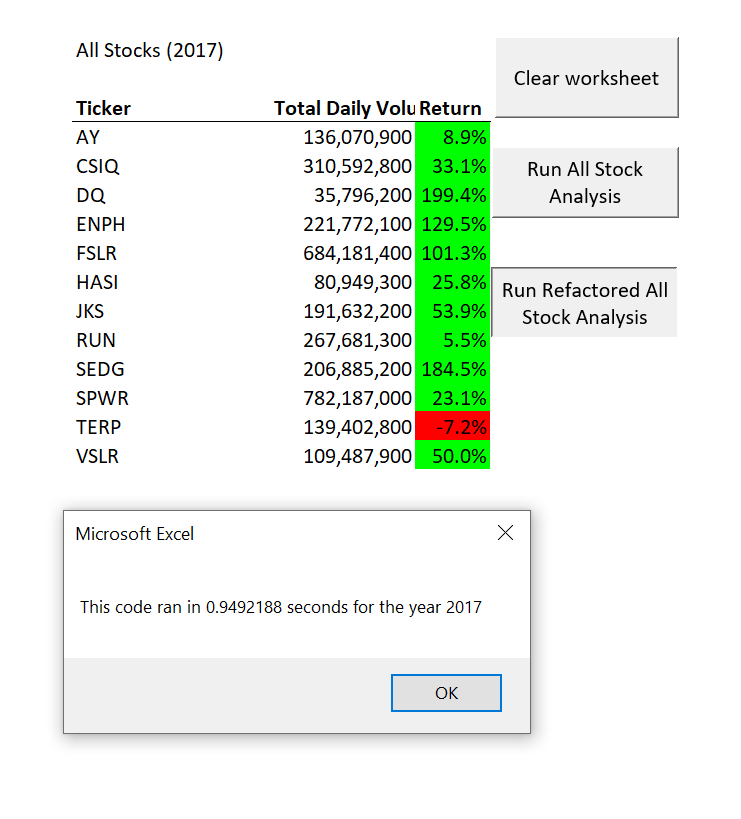 All Stocks (2017)
Clear worksheet
Ticker Total Daily Volu Return
AY 136,070,900 8.9%
CSIQ 310,592,800 33.1%
DQ 35,796,200 199.4%
ENPH 221,772,100 129.5%
FSLR 684,181,400 101.3%
HASI 80,949,300 25.8%
JKS 191,632,200 53.9%
RUN 267,681,300 5.5%
SEDG 206,885,200 184.5%
SPWR 782,187,000 23.1%
TERP 139,402,800 -7.2%
VSLR 109,487,900 50.0%
Run All Stock
Analysis
Run Refactored All
Stock Analysis
Microsoft Excel
This code ran in 0.9492188 seconds for the year 2017
OK